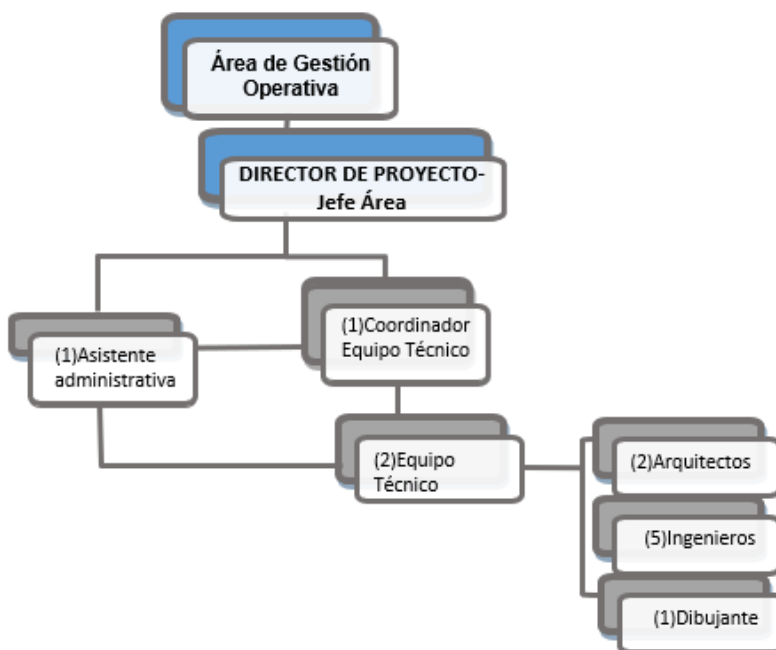 Área de Gestión
Operativa
DIRECTOR DE PROYECTO-
Jefe Área
(1)Asistente
administrativa
(1)Coordinador
Equipo Técnico
(2)Equipo
Técnico
(2)Arquitectos
(5)Ingenieros
(1)Dibujante